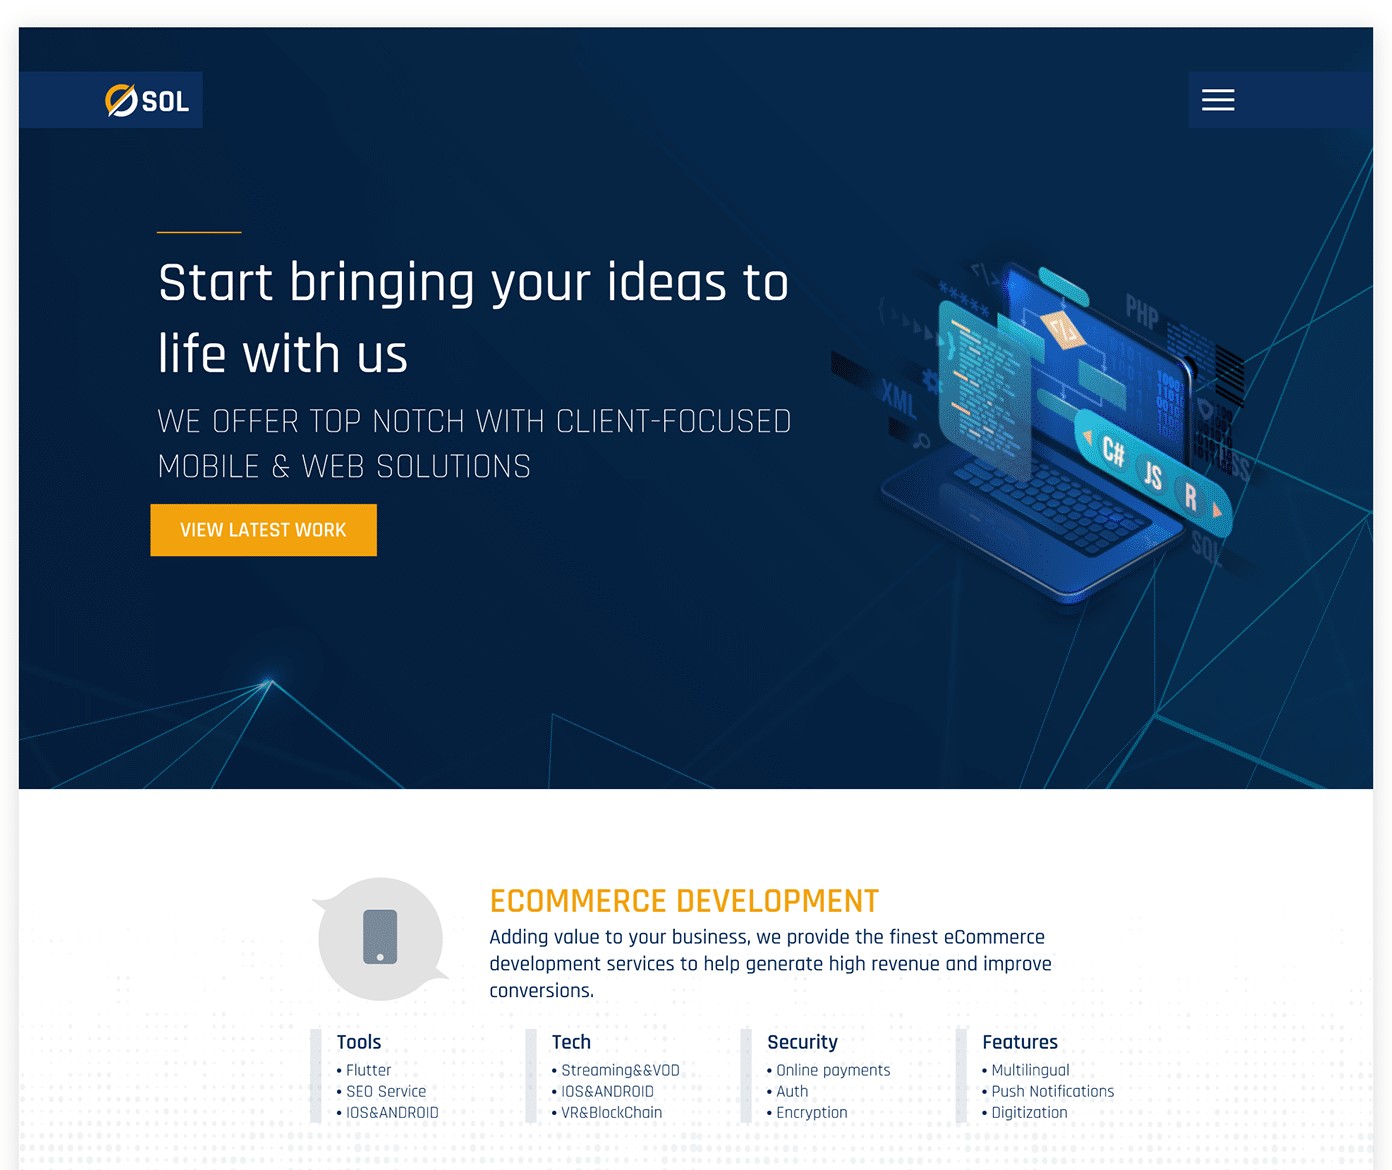 SOL
Start bringing your ideas to
life with us
WE OFFER TOP NOTCH WITH CLIENT-FOCUSED
MOBILE & WEB SOLUTIONS
VIEW LATEST WORK
PHP
XML
C# JS R
SQL
ECOMMERCE DEVELOPMENT
Adding value to your business, we provide the finest eCommerce
development services to help generate high revenue and improve
conversions.
Tools
• Flutter
• SEO Service
• IOS&ANDROID
Tech
• Streaming&&VOD
• IOS&ANDROID
• VR&BlockChain
Security
• Online payments
• Auth
• Encryption
Features
• Multilingual
• Push Notifications
• Digitization